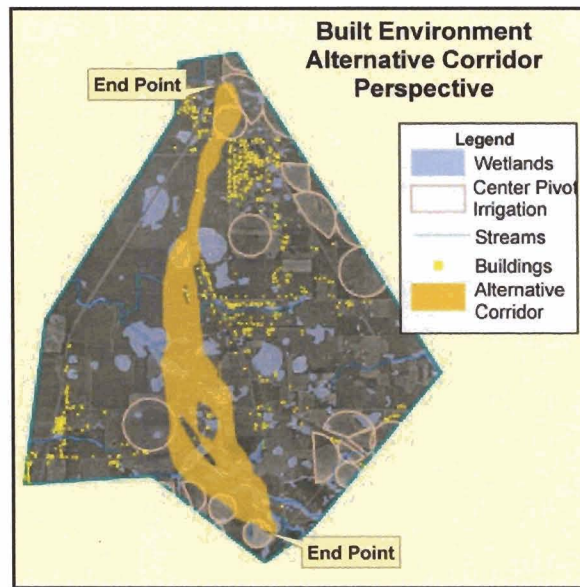 Built Environment
Alternative Corridor
Perspective
End Point
Legend
Wetlands
Center Pivot
Irrigation
Streams
Buildings
Alternative
Corridor
End Point